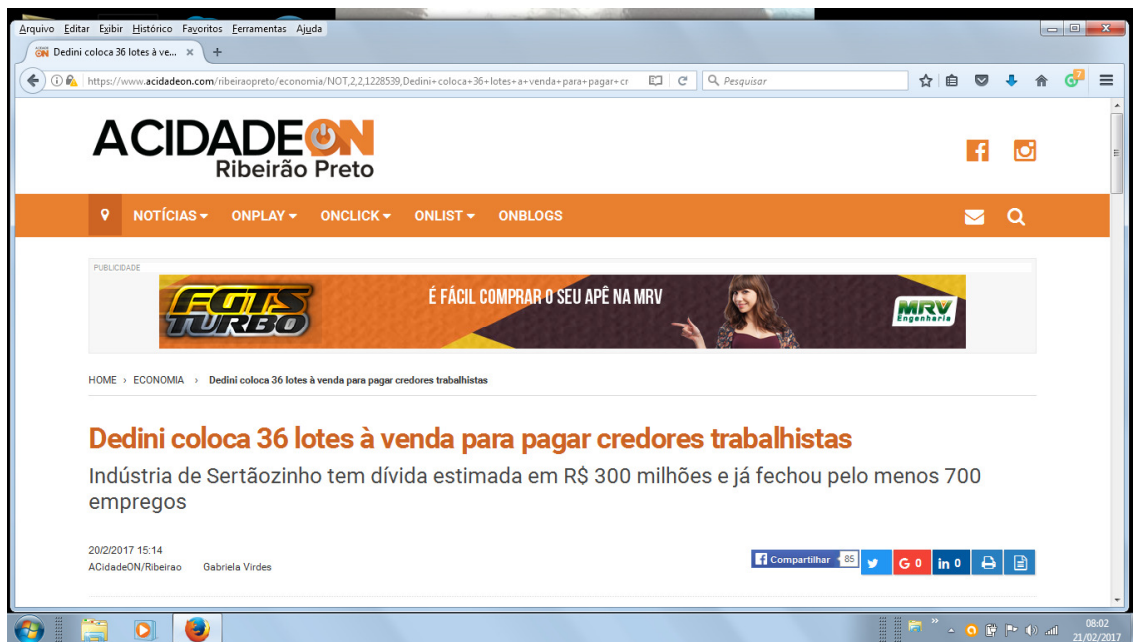 Arquivo Editar Exibir Histórico Favoritos Ferramentas Ajuda
ACIDADE ON Dedini coloca 36 lotes à ve... × +
https://www.acidadeon.com/ribeiraopreto/economia/NOT,2,2,1228539,Dedini+coloca+36+lotes+a+venda+para+pagar+cr Pesquisar G 7
ACIDADEON
Ribeirão Preto
NOTÍCIAS ONPLAY ONCLICK ONLIST ONBLOGS
PUBLICIDADE
FGTS TURBO É FÁCIL COMPRAR O SEU APÊ NA MRV MRV Engenharia
HOME › ECONOMIA › Dedini coloca 36 lotes à venda para pagar credores trabalhistas
Dedini coloca 36 lotes à venda para pagar credores trabalhistas
Indústria de Sertãozinho tem dívida estimada em R$ 300 milhões e já fechou pelo menos 700
empregos
20/2/2017 15:14
ACidadeON/Ribeirao Gabriela Virdes
Compartilhar 85 G 0 in 0
08:02
21/02/2017